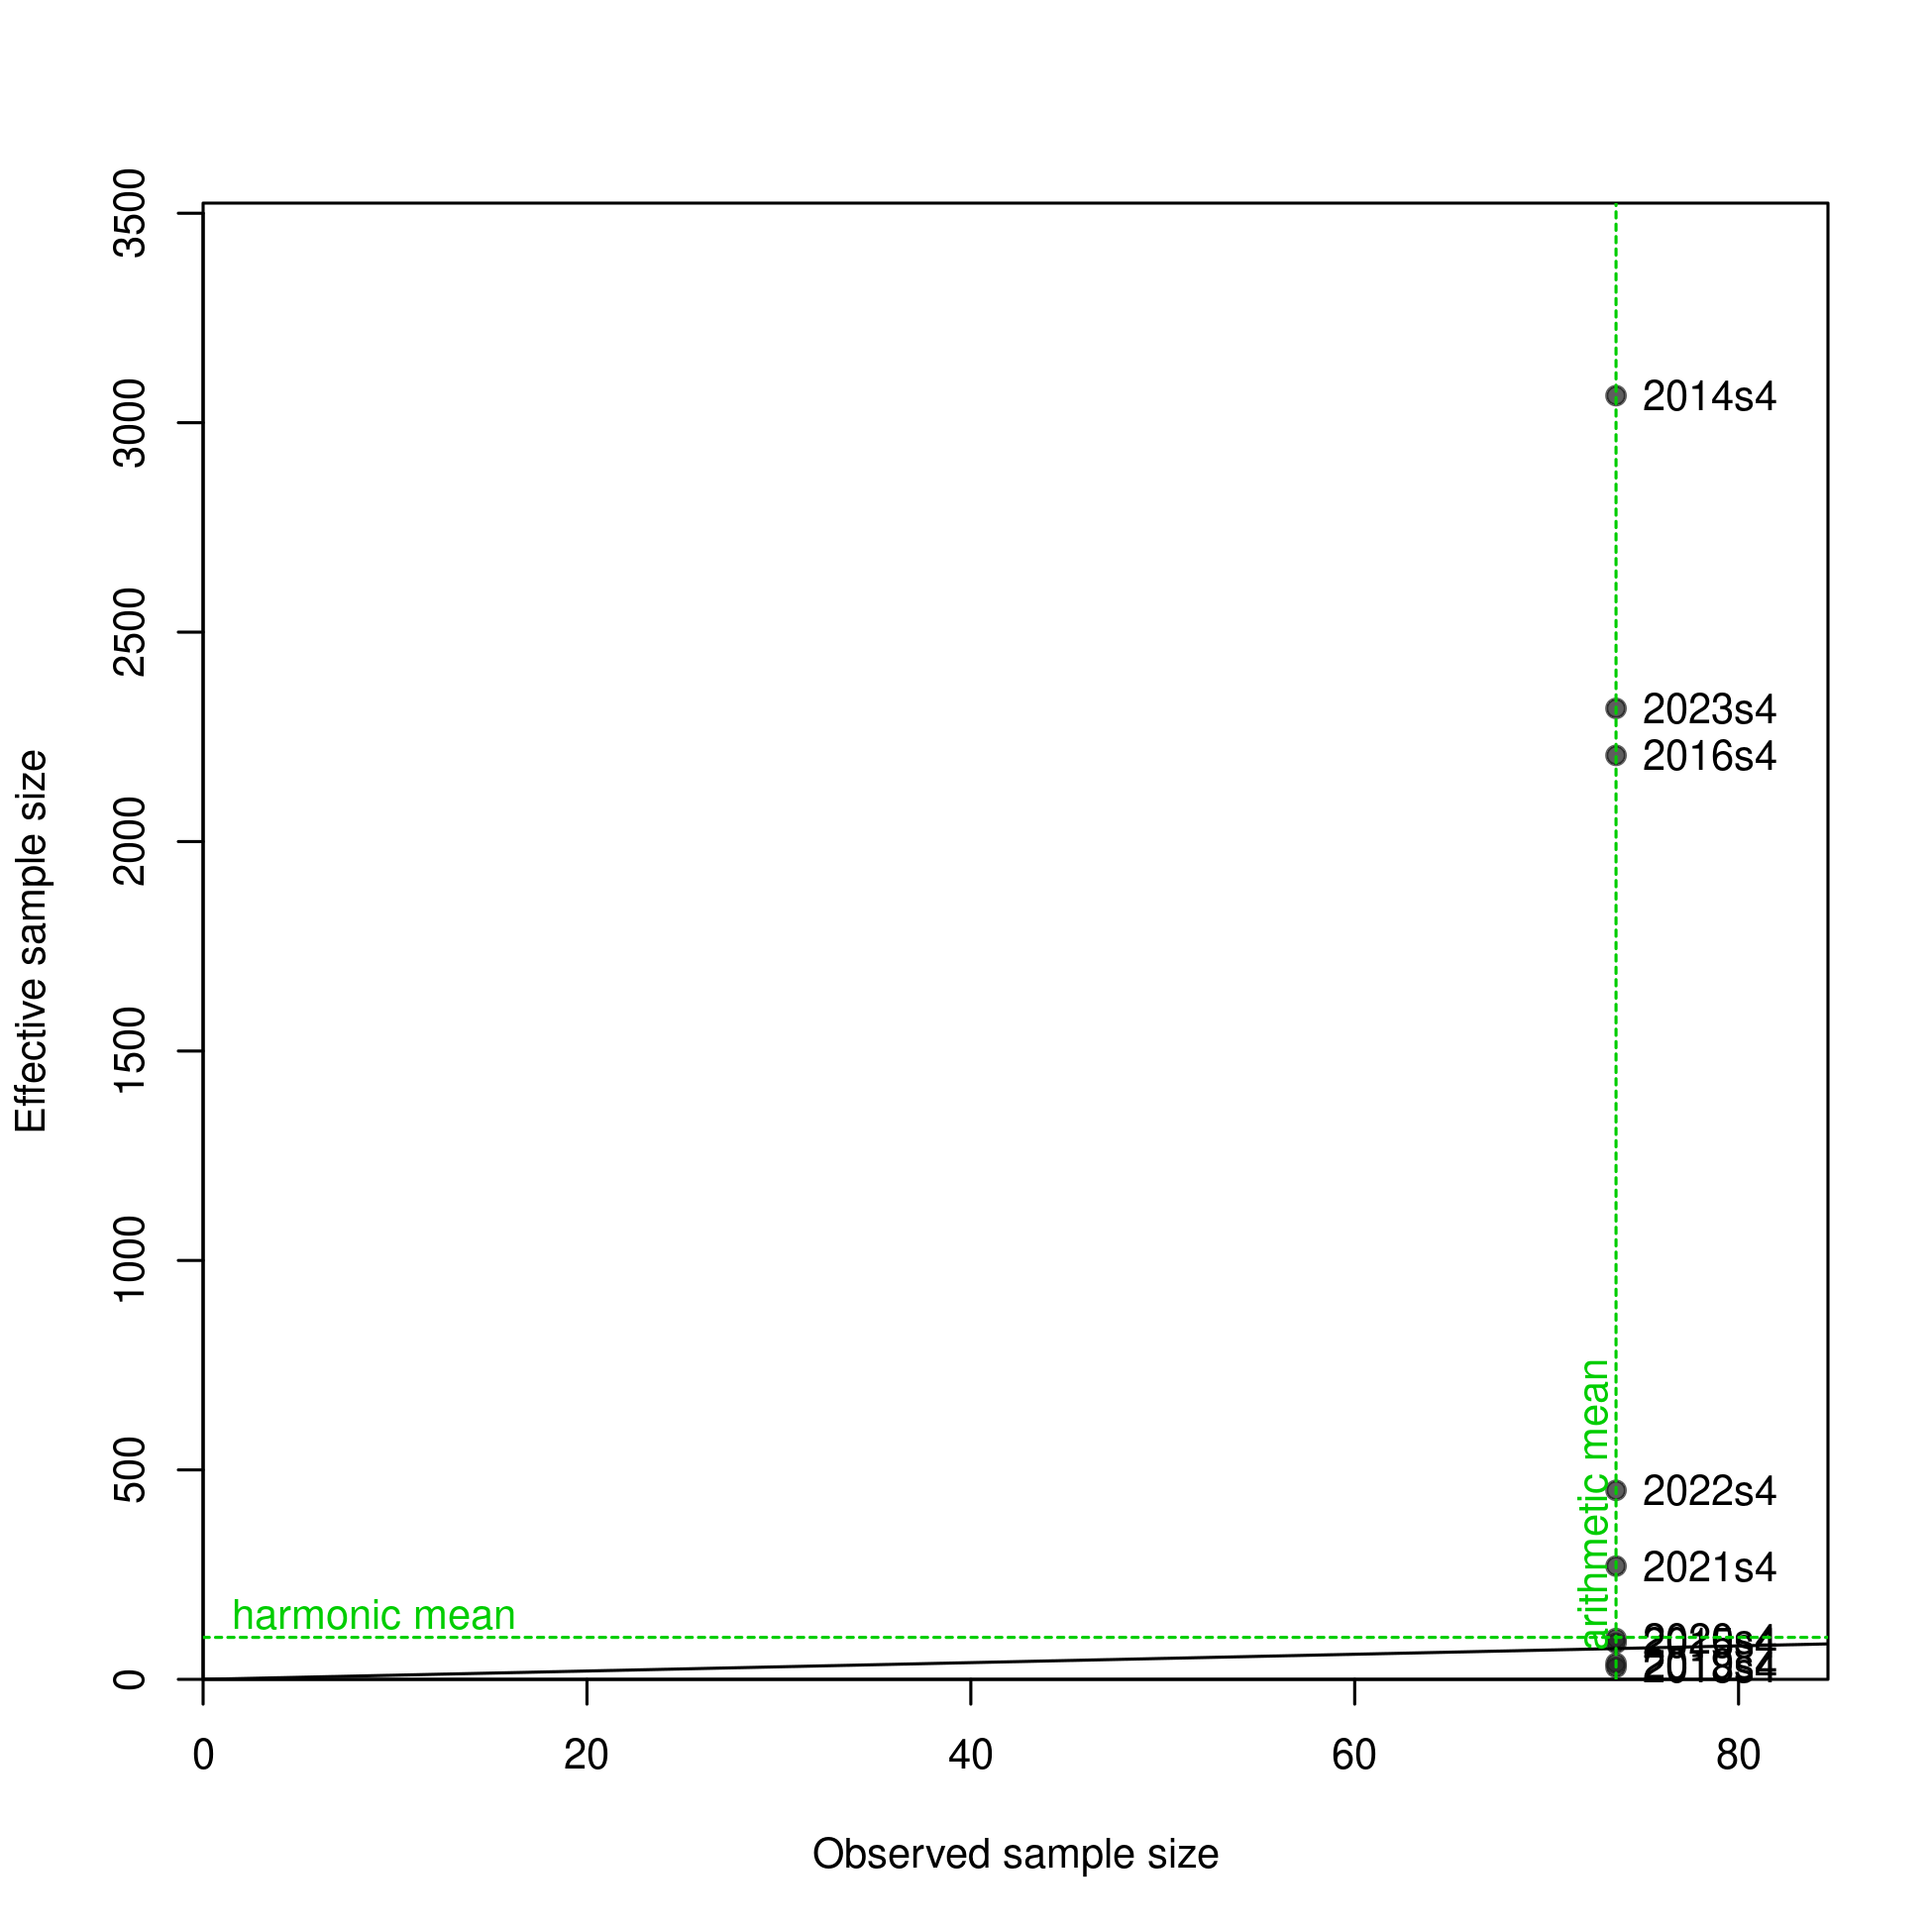 3500
3000
2500
2000
1500
1000
500
0
Effective sample size
2014s4
2023s4
2016s4
2022s4
2021s4
2018s4
arithmetic mean
harmonic mean
0
20
40
60
80
Observed sample size